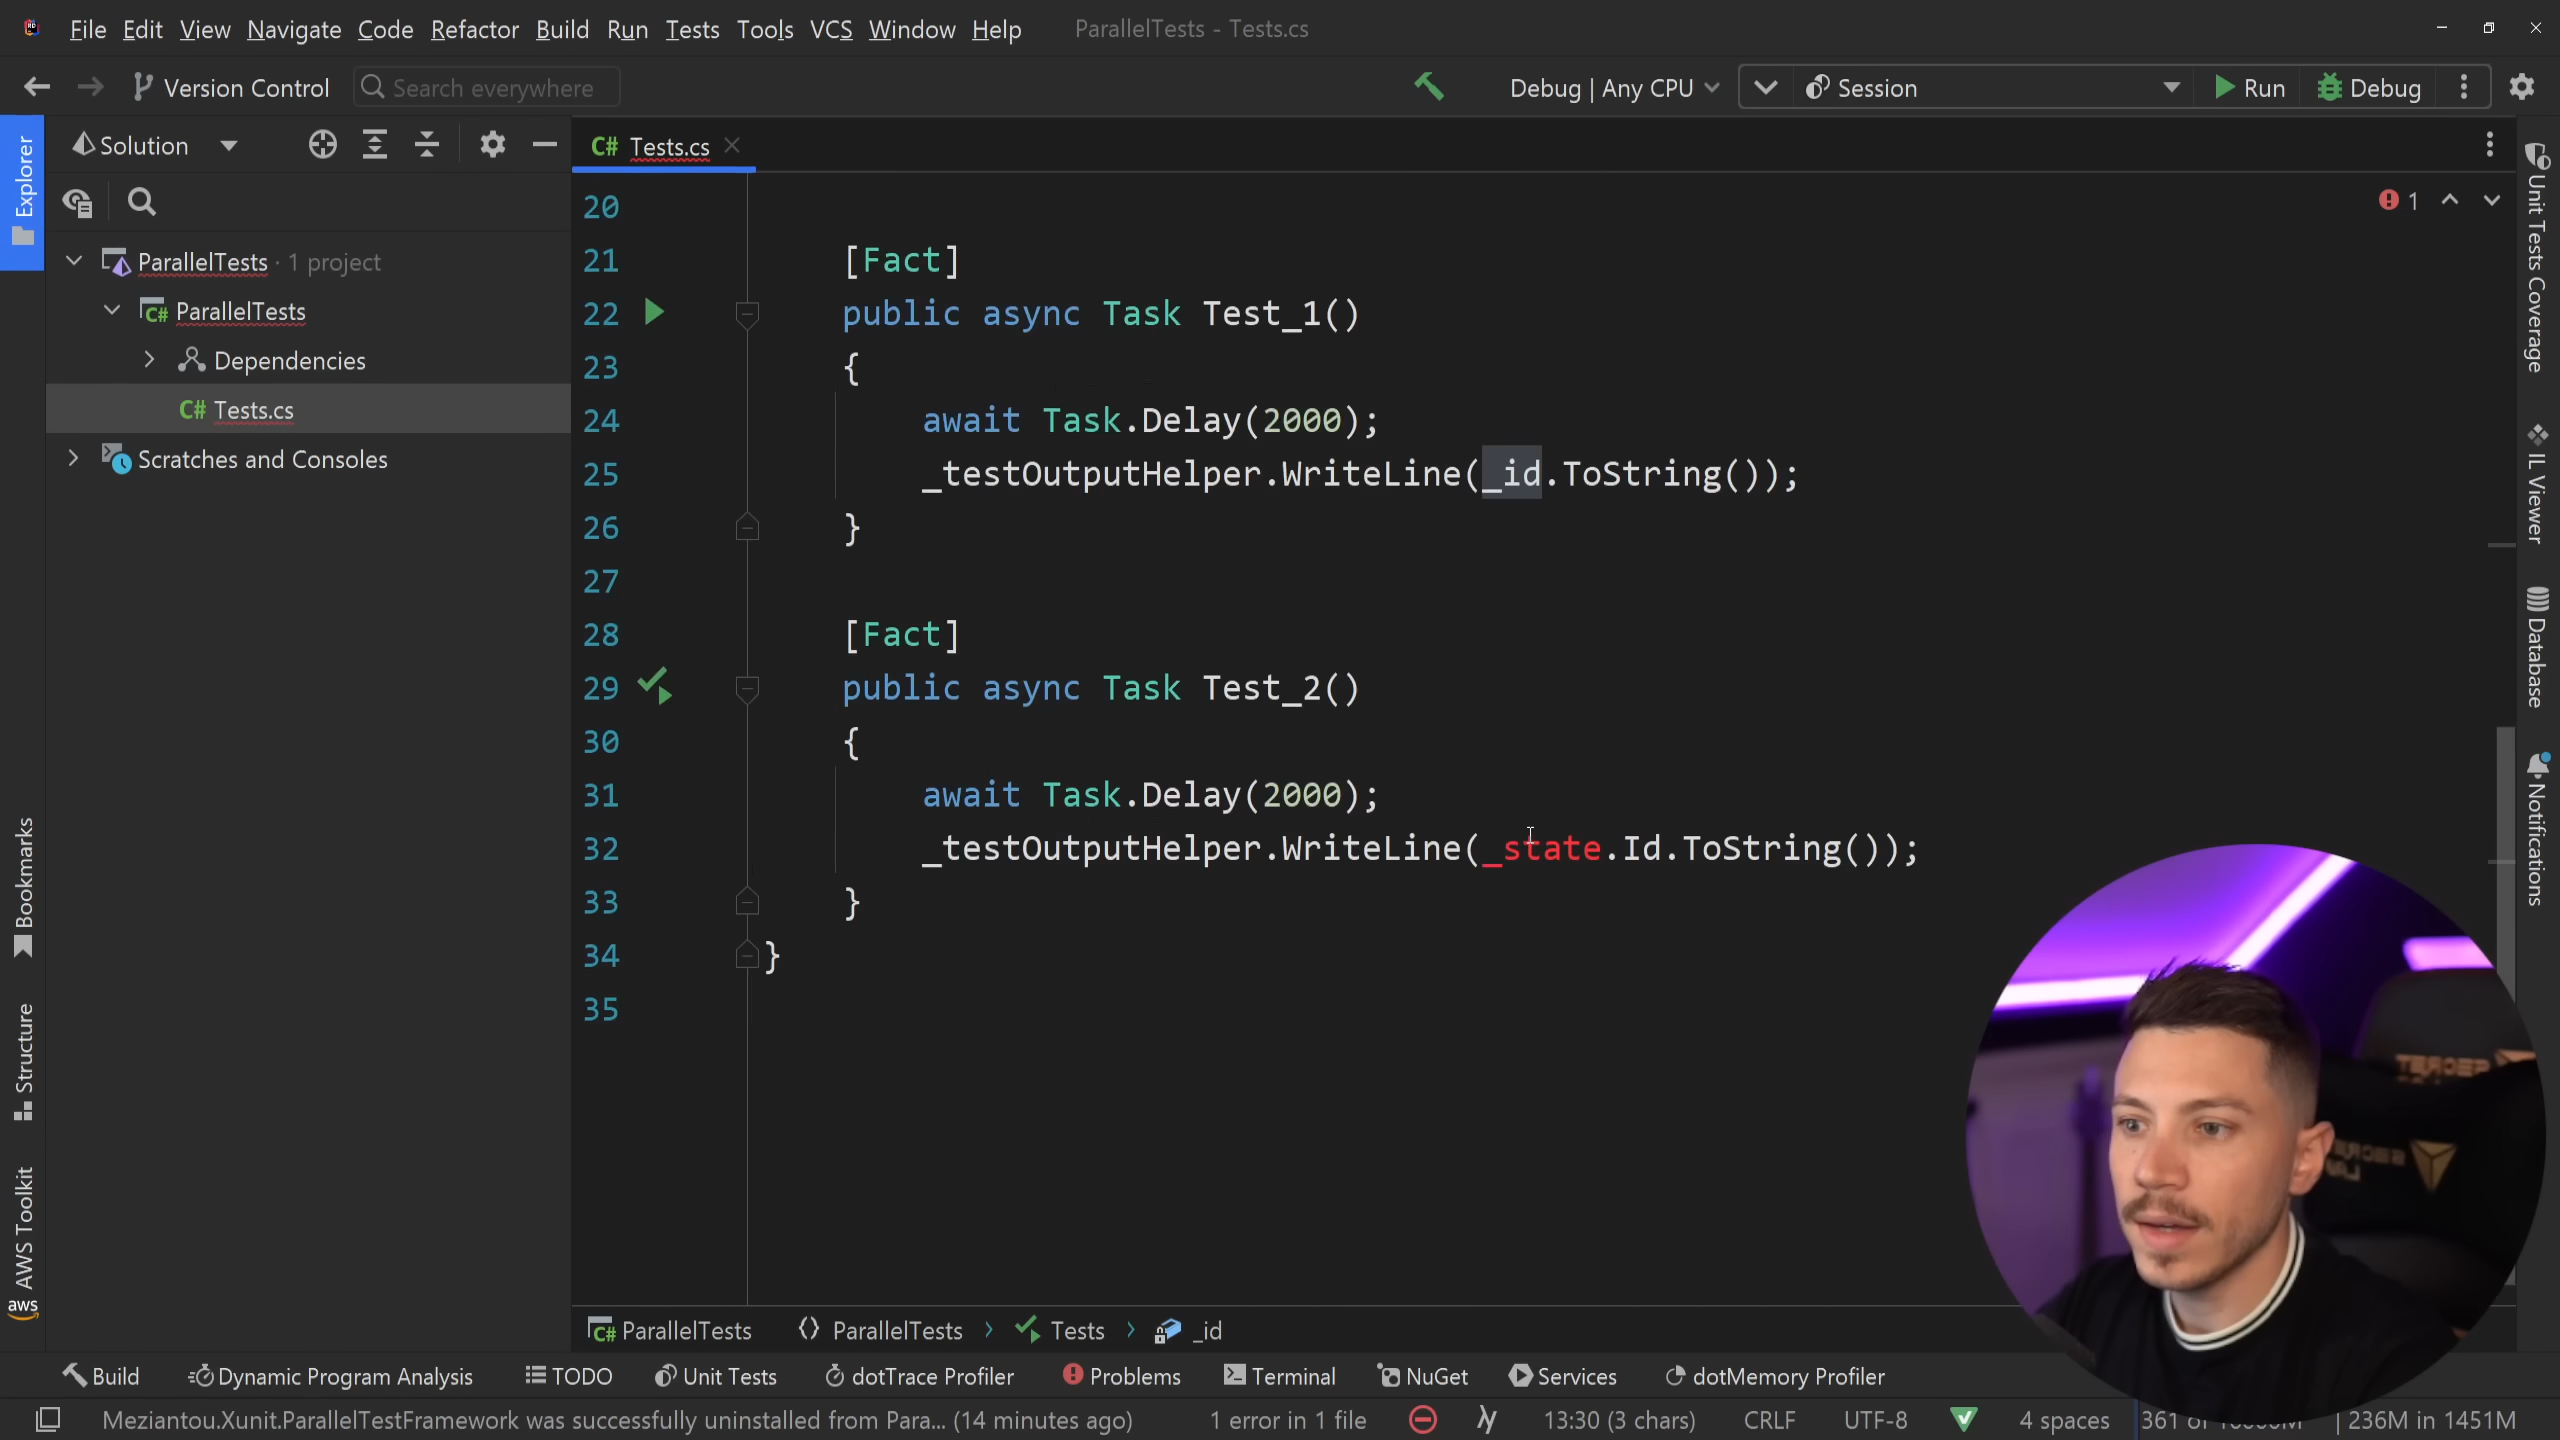 File Edit View Navigate Code Refactor Build Run Tests Tools VCS Window Help ParallelTests - Tests.cs
Version Control Search everywhere Debug | Any CPU Session Run Debug
Explorer
Solution
C# Tests.cs
ParallelTests · 1 project
C# ParallelTests
Dependencies
C# Tests.cs
Scratches and Consoles
1
20
21 [Fact]
22 public async Task Test_1()
23 {
24 await Task.Delay(2000);
25 _testOutputHelper.WriteLine(_id.ToString());
26 }
27
28 [Fact]
29 public async Task Test_2()
30 {
31 await Task.Delay(2000);
32 _testOutputHelper.WriteLine(_state.Id.ToString());
33 }
34 }
35
Unit Tests Coverage
IL Viewer
Database
Notifications
Bookmarks
Structure
AWS Toolkit
aws
C# ParallelTests ParallelTests Tests _id
Build Dynamic Program Analysis TODO Unit Tests dotTrace Profiler Problems Terminal NuGet Services dotMemory Profiler
Meziantou.Xunit.ParallelTestFramework was successfully uninstalled from Para... (14 minutes ago) 1 error in 1 file 13:30 (3 chars) CRLF UTF-8 4 spaces 361 of 236M in 1451M